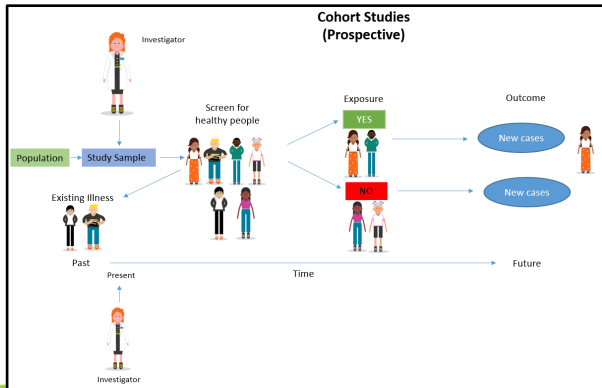 Cohort Studies
(Prospective)
Investigator
Screen for
healthy people
Exposure
YES
Outcome
New cases
Population
Study Sample
NO
New cases
Existing Illness
Past
Present
Time
Future
Investigator